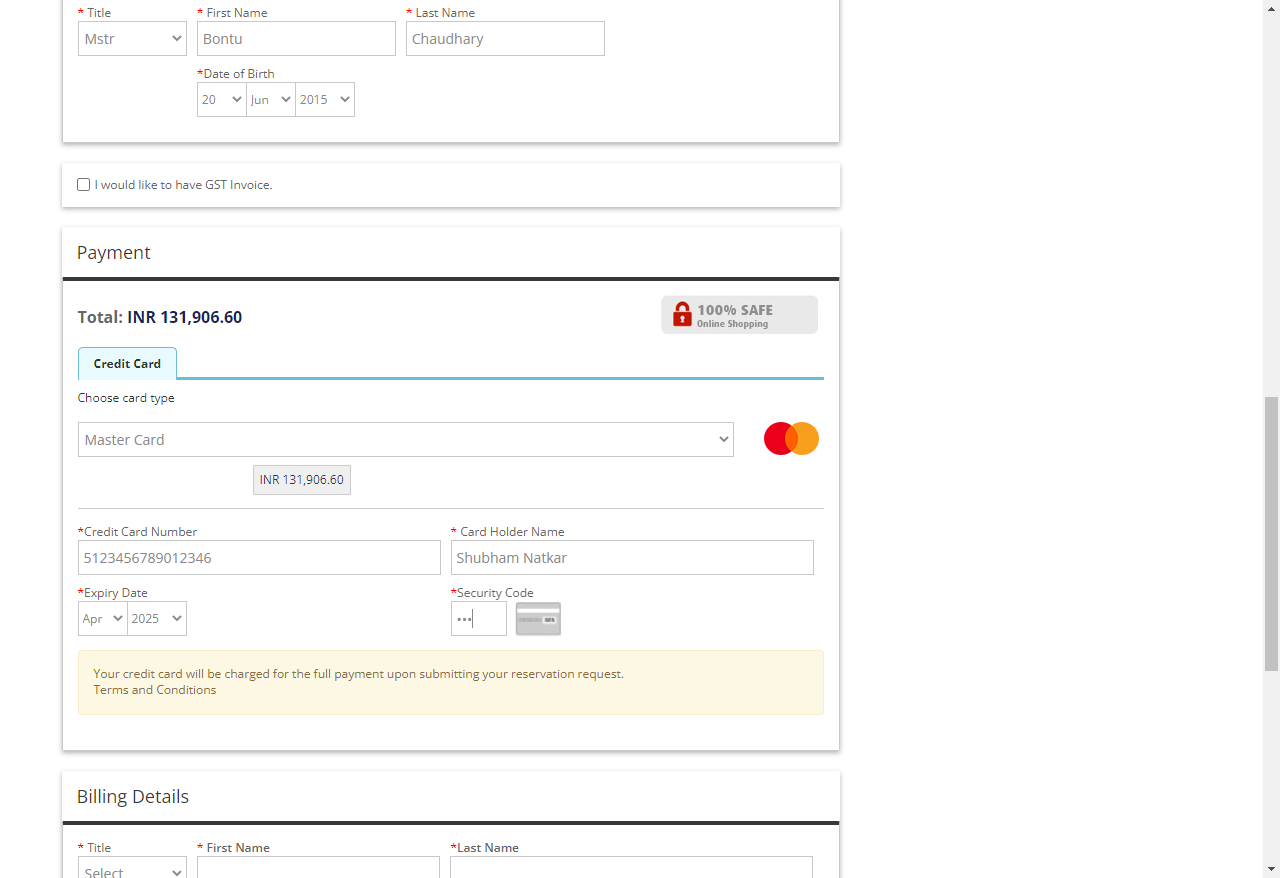 * Title * First Name * Last Name
Mstr Bontu Chaudhary
*Date of Birth
20 Jun 2015
I would like to have GST Invoice.
Payment
Total: INR 131,906.60
100% SAFE
Online Shopping
Credit Card
Choose card type
Master Card
INR 131,906.60
*Credit Card Number * Card Holder Name
5123456789012346 Shubham Natkar
*Expiry Date *Security Code
Apr 2025 •••
Your credit card will be charged for the full payment upon submitting your reservation request.
Terms and Conditions
Billing Details
* Title * First Name *Last Name
Select